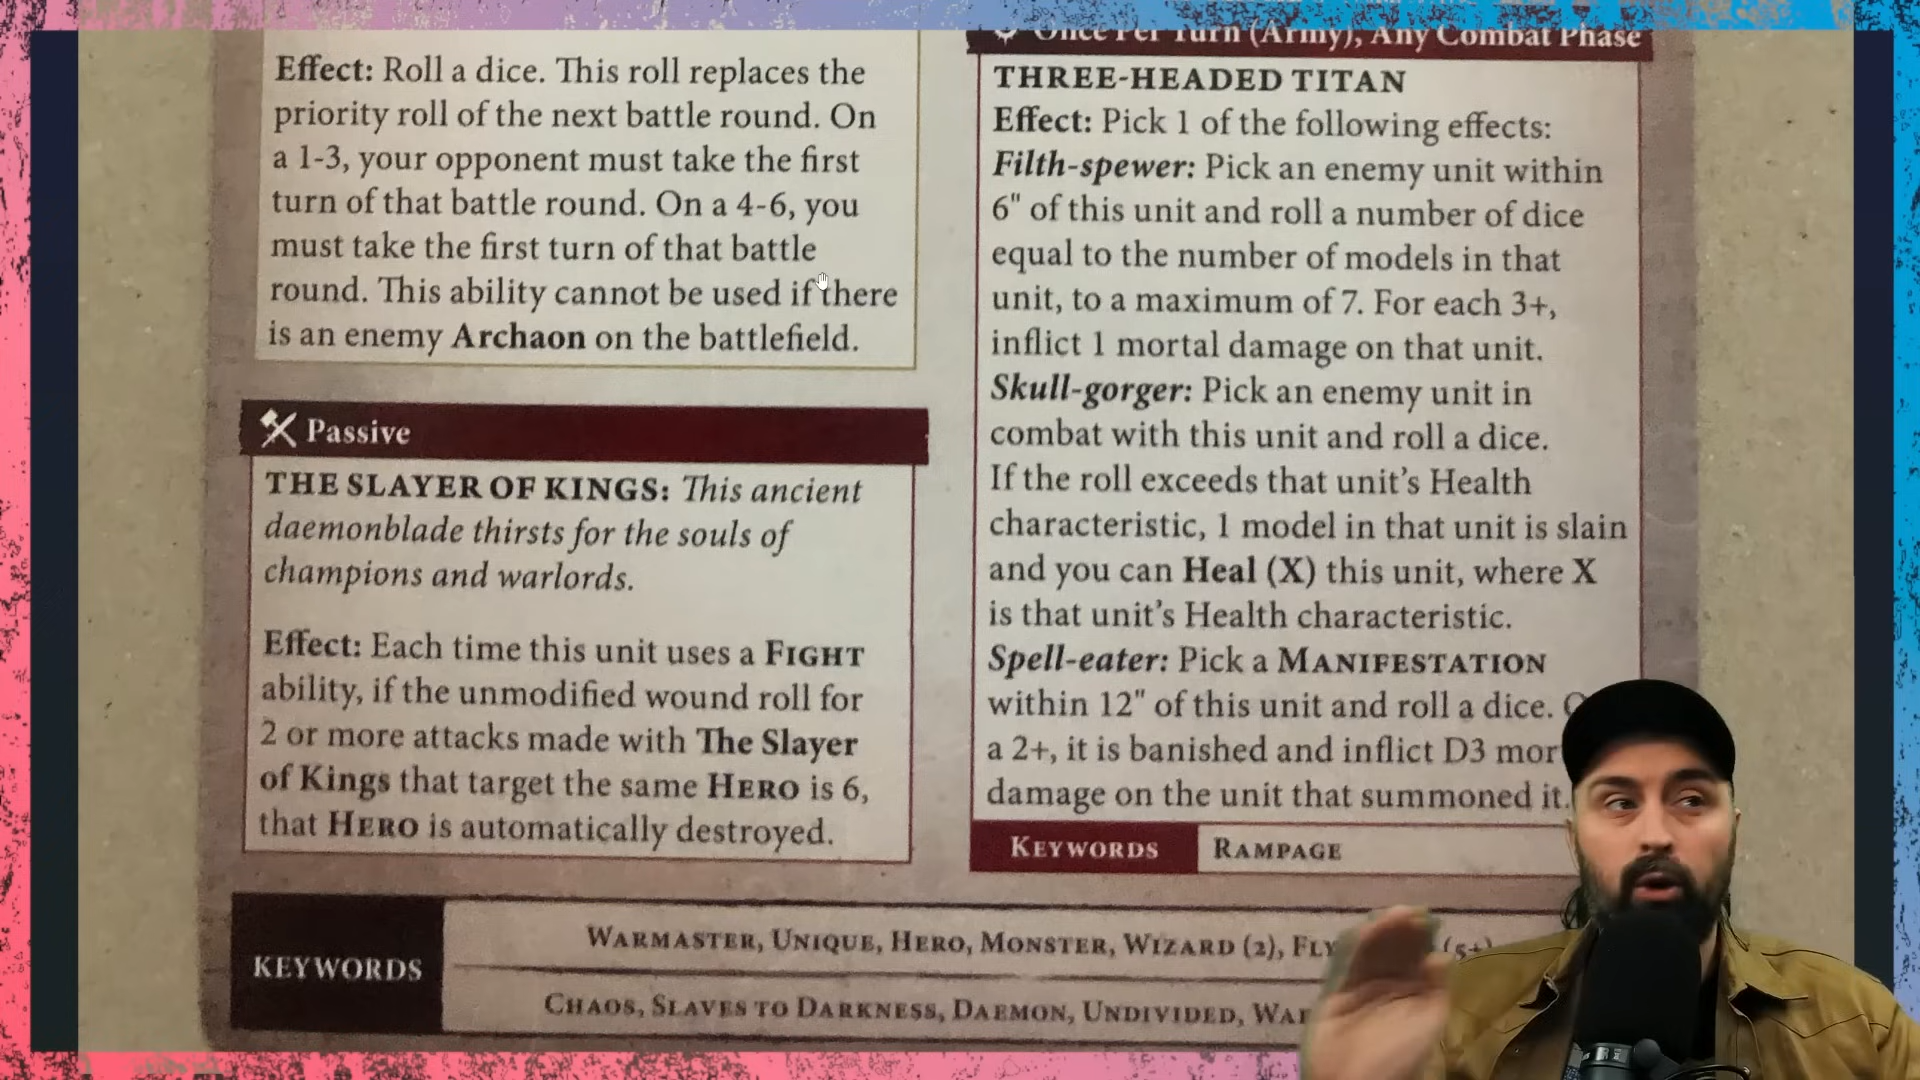 Effect: Roll a dice. This roll replaces the
priority roll of the next battle round. On
a 1-3, your opponent must take the first
turn of that battle round. On a 4-6, you
must take the first turn of that battle
round. This ability cannot be used if there
is an enemy Archaon on the battlefield.
Passive
THE SLAYER OF KINGS: This ancient
daemonblade thirsts for the souls of
champions and warlords.
Effect: Each time this unit uses a FIGHT
ability, if the unmodified wound roll for
2 or more attacks made with The Slayer
of Kings that target the same HERO is 6,
that HERO is automatically destroyed.
Once Per Turn (Army), Any Combat Phase
THREE-HEADED TITAN
Effect: Pick 1 of the following effects:
Filth-spewer: Pick an enemy unit within
6" of this unit and roll a number of dice
equal to the number of models in that
unit, to a maximum of 7. For each 3+,
inflict 1 mortal damage on that unit.
Skull-gorger: Pick an enemy unit in
combat with this unit and roll a dice.
If the roll exceeds that unit's Health
characteristic, 1 model in that unit is slain
and you can Heal (X) this unit, where X
is that unit's Health characteristic.
Spell-eater: Pick a MANIFESTATION
within 12" of this unit and roll a dice.
a 2+, it is banished and inflict D3
damage on the unit that summoned it.
KEYWORDS RAMPAGE
KEYWORDS
WARMASTER, UNIQUE, HERO, MONSTER, WIZARD (2), FLY (5+)
CHAOS, SLAVES TO DARKNESS, DAEMON, UNDIVIDED,